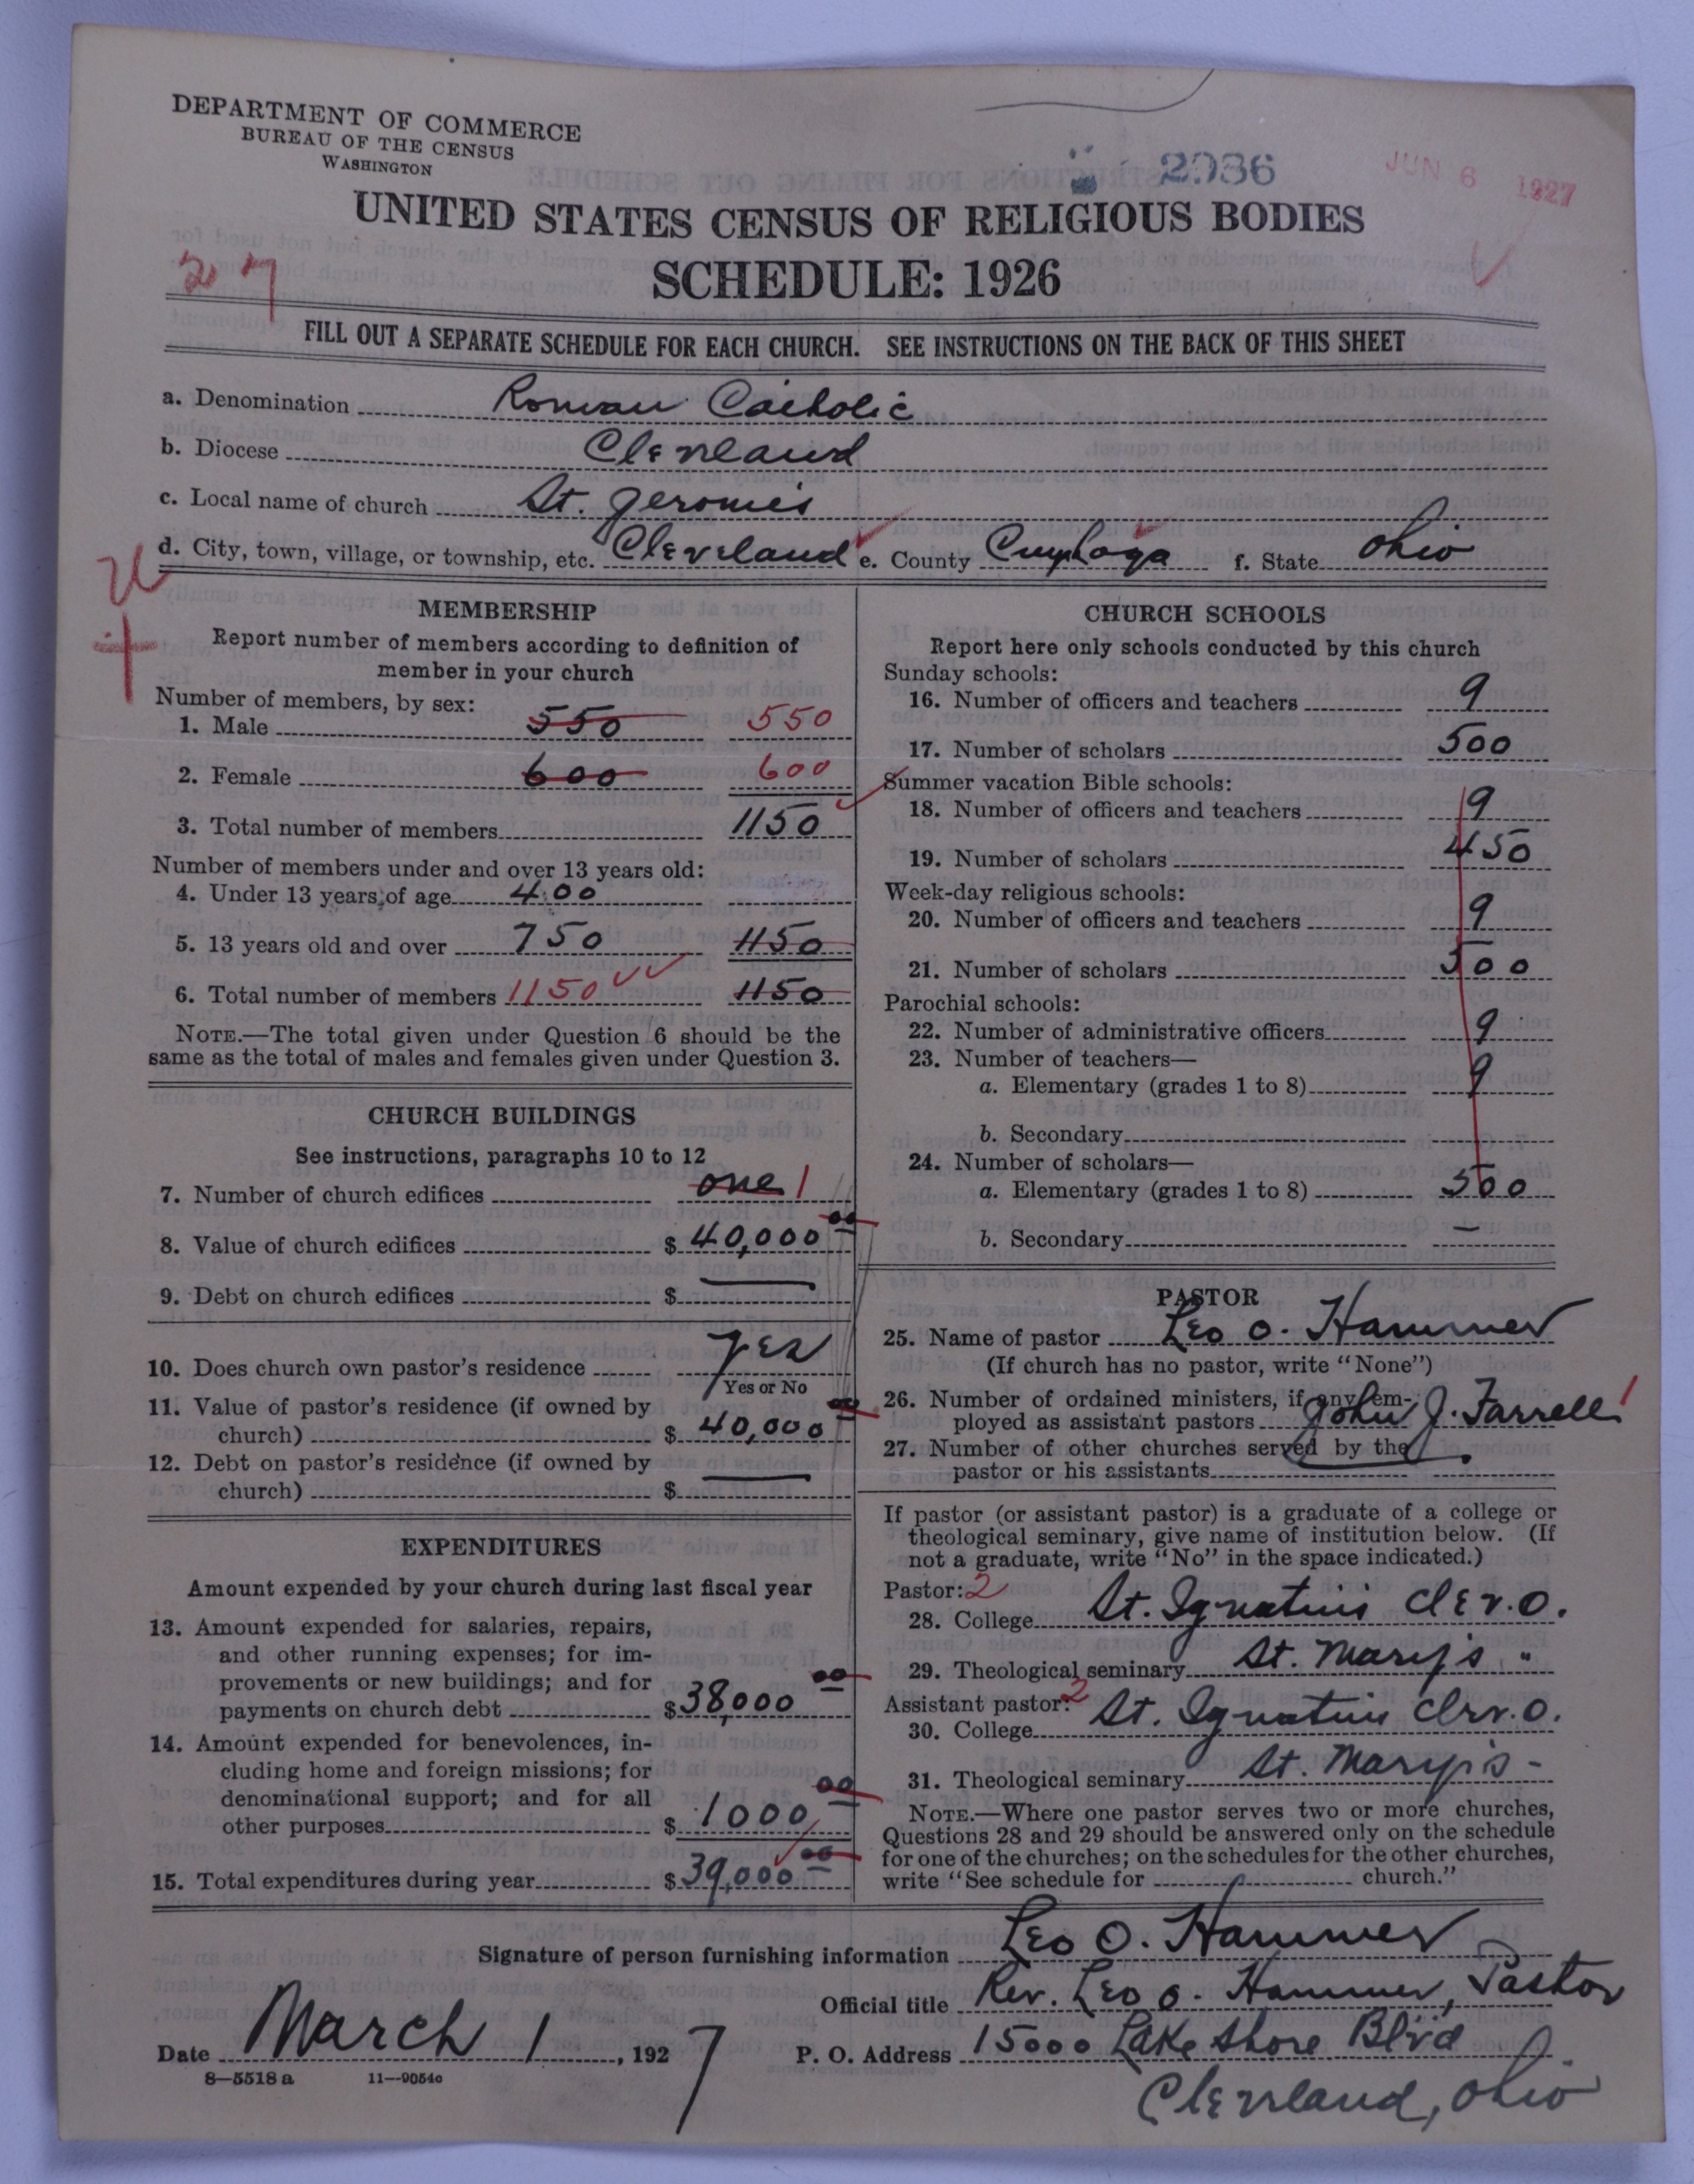 DEPARTMENT OF COMMERCE
BUREAU OF THE CENSUS
WASHINGTON
2936
JUN 6 1927
UNITED STATES CENSUS OF RELIGIOUS BODIES
SCHEDULE: 1926
27
FILL OUT A SEPARATE SCHEDULE FOR EACH CHURCH. SEE INSTRUCTIONS ON THE BACK OF THIS SHEET
a. Denomination Roman Catholic
b. Diocese Cleveland
c. Local name of church St. Jerome's
d. City, town, village, or township, etc. Cleveland e. County Cuyhoga f. State Ohio
MEMBERSHIP
Report number of members according to definition of
member in your church
Number of members, by sex:
1. Male 550 550
2. Female 600 600
3. Total number of members 1150
Number of members under and over 13 years old:
4. Under 13 years of age 400
5. 13 years old and over 750 1150
6. Total number of members 1150 1150
NOTE.—The total given under Question 6 should be the
same as the total of males and females given under Question 3.
CHURCH BUILDINGS
See instructions, paragraphs 10 to 12
7. Number of church edifices one 1
8. Value of church edifices $ 40,000 00
9. Debt on church edifices $ —
10. Does church own pastor's residence yes
Yes or No
11. Value of pastor's residence (if owned by
church) $ 40,000 00
12. Debt on pastor's residence (if owned by
church) $ —
EXPENDITURES
Amount expended by your church during last fiscal year
13. Amount expended for salaries, repairs,
and other running expenses; for im-
provements or new buildings; and for
payments on church debt $ 38,000 00
14. Amount expended for benevolences, in-
cluding home and foreign missions; for
denominational support; and for all
other purposes $ 1000 00
15. Total expenditures during year $ 39,000 00
CHURCH SCHOOLS
Report here only schools conducted by this church
Sunday schools:
16. Number of officers and teachers 9
17. Number of scholars 500
Summer vacation Bible schools:
18. Number of officers and teachers 9
19. Number of scholars 450
Week-day religious schools:
20. Number of officers and teachers 9
21. Number of scholars 500
Parochial schools:
22. Number of administrative officers 9
23. Number of teachers—
a. Elementary (grades 1 to 8) 9
b. Secondary
24. Number of scholars—
a. Elementary (grades 1 to 8) 500
b. Secondary —
PASTOR
25. Name of pastor Leo O. Hammer
(If church has no pastor, write "None")
26. Number of ordained ministers, if any, em-
ployed as assistant pastors John J. Farrell 1
27. Number of other churches served by the
pastor or his assistants
If pastor (or assistant pastor) is a graduate of a college or
theological seminary, give name of institution below. (If
not a graduate, write "No" in the space indicated.)
Pastor: 2
28. College St. Ignatius Clev. O.
29. Theological seminary St. Mary's "
Assistant pastor: 2
30. College St. Ignatius Clev. O.
31. Theological seminary St. Mary's -
NOTE.—Where one pastor serves two or more churches,
Questions 28 and 29 should be answered only on the schedule
for one of the churches; on the schedules for the other churches,
write "See schedule for church."
Signature of person furnishing information Leo O. Hammer
Official title Rev. Leo O. Hammer, Pastor
Date March 1, 1927 P. O. Address 15000 Lake Shore Blvd
Cleveland, Ohio
8—5518 a 11—9054c